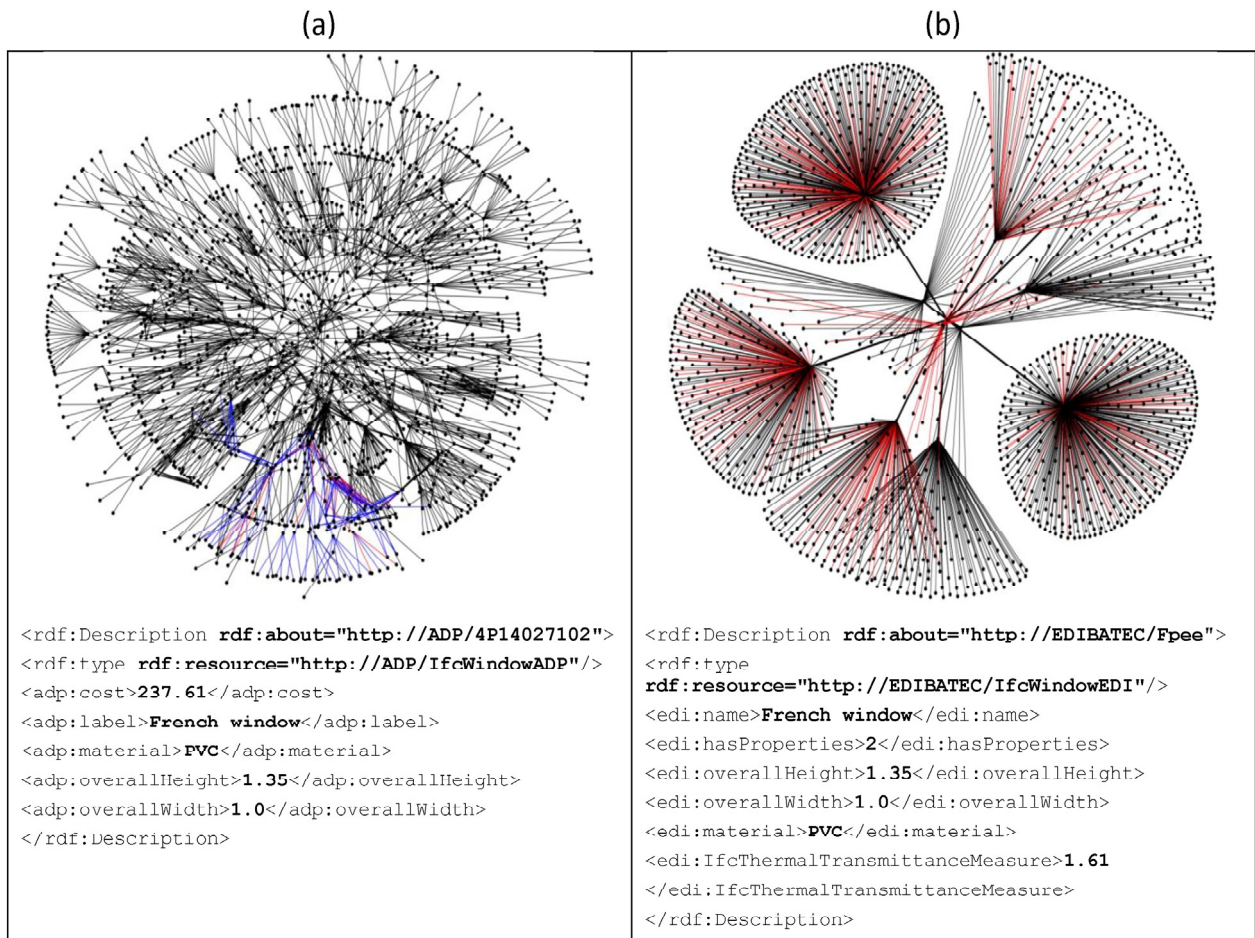 (a)
(b)
<rdf:Description rdf:about="http://ADP/4P14027102">
<rdf:type rdf:resource="http://ADP/IfcWindowADP"/>
<adp:cost>237.61</adp:cost>
<adp:label>French window</adp:label>
<adp:material>PVC</adp:material>
<adp:overallHeight>1.35</adp:overallHeight>
<adp:overallWidth>1.0</adp:overallWidth>
</rdf:Description>
<rdf:Description rdf:about="http://EDIBATEC/Fpee">
<rdf:type
rdf:resource="http://EDIBATEC/IfcWindowEDI"/>
<edi:name>French window</edi:name>
<edi:hasProperties>2</edi:hasProperties>
<edi:overallHeight>1.35</edi:overallHeight>
<edi:overallWidth>1.0</edi:overallWidth>
<edi:material>PVC</edi:material>
<edi:IfcThermalTransmittanceMeasure>1.61
</edi:IfcThermalTransmittanceMeasure>
</rdf:Description>